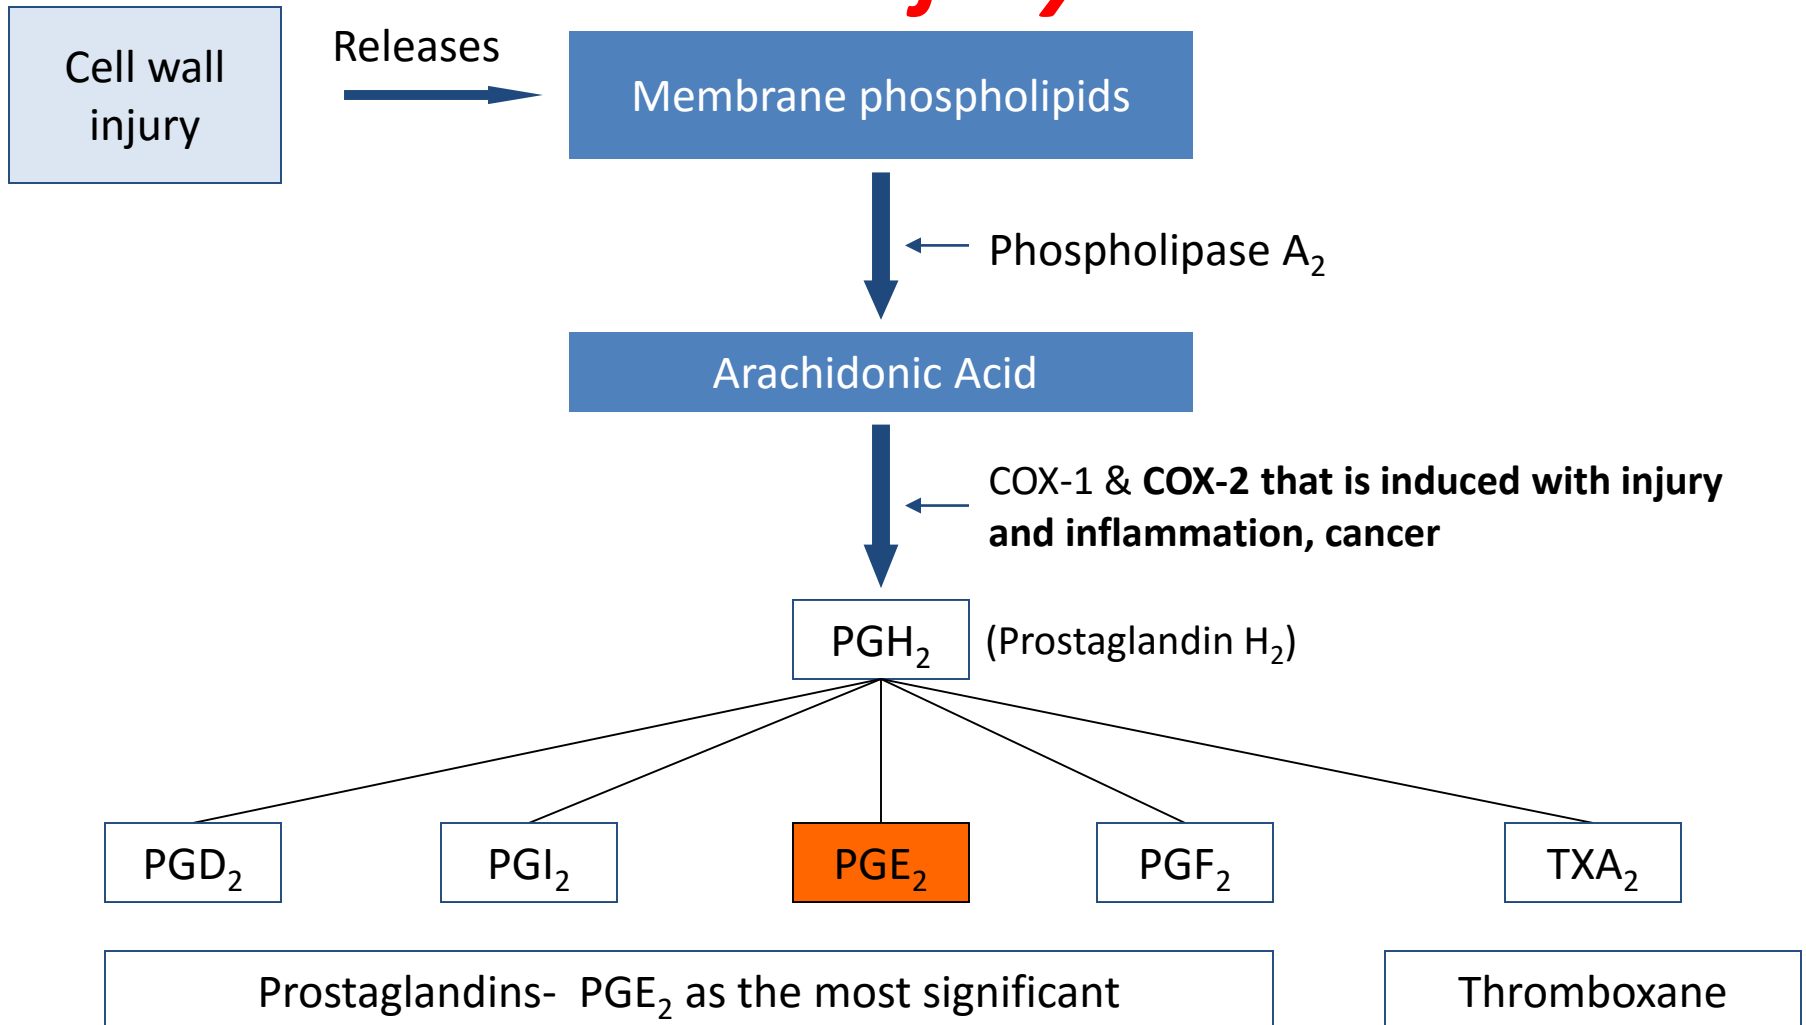 Cell wall
injury
Releases
Membrane phospholipids
Phospholipase A₂
Arachidonic Acid
COX-1 & COX-2 that is induced with injury
and inflammation, cancer
PGH₂
(Prostaglandin H₂)
PGD₂
PGI₂
PGE₂
PGF₂
TXA₂
Prostaglandins- PGE₂ as the most significant
Thromboxane